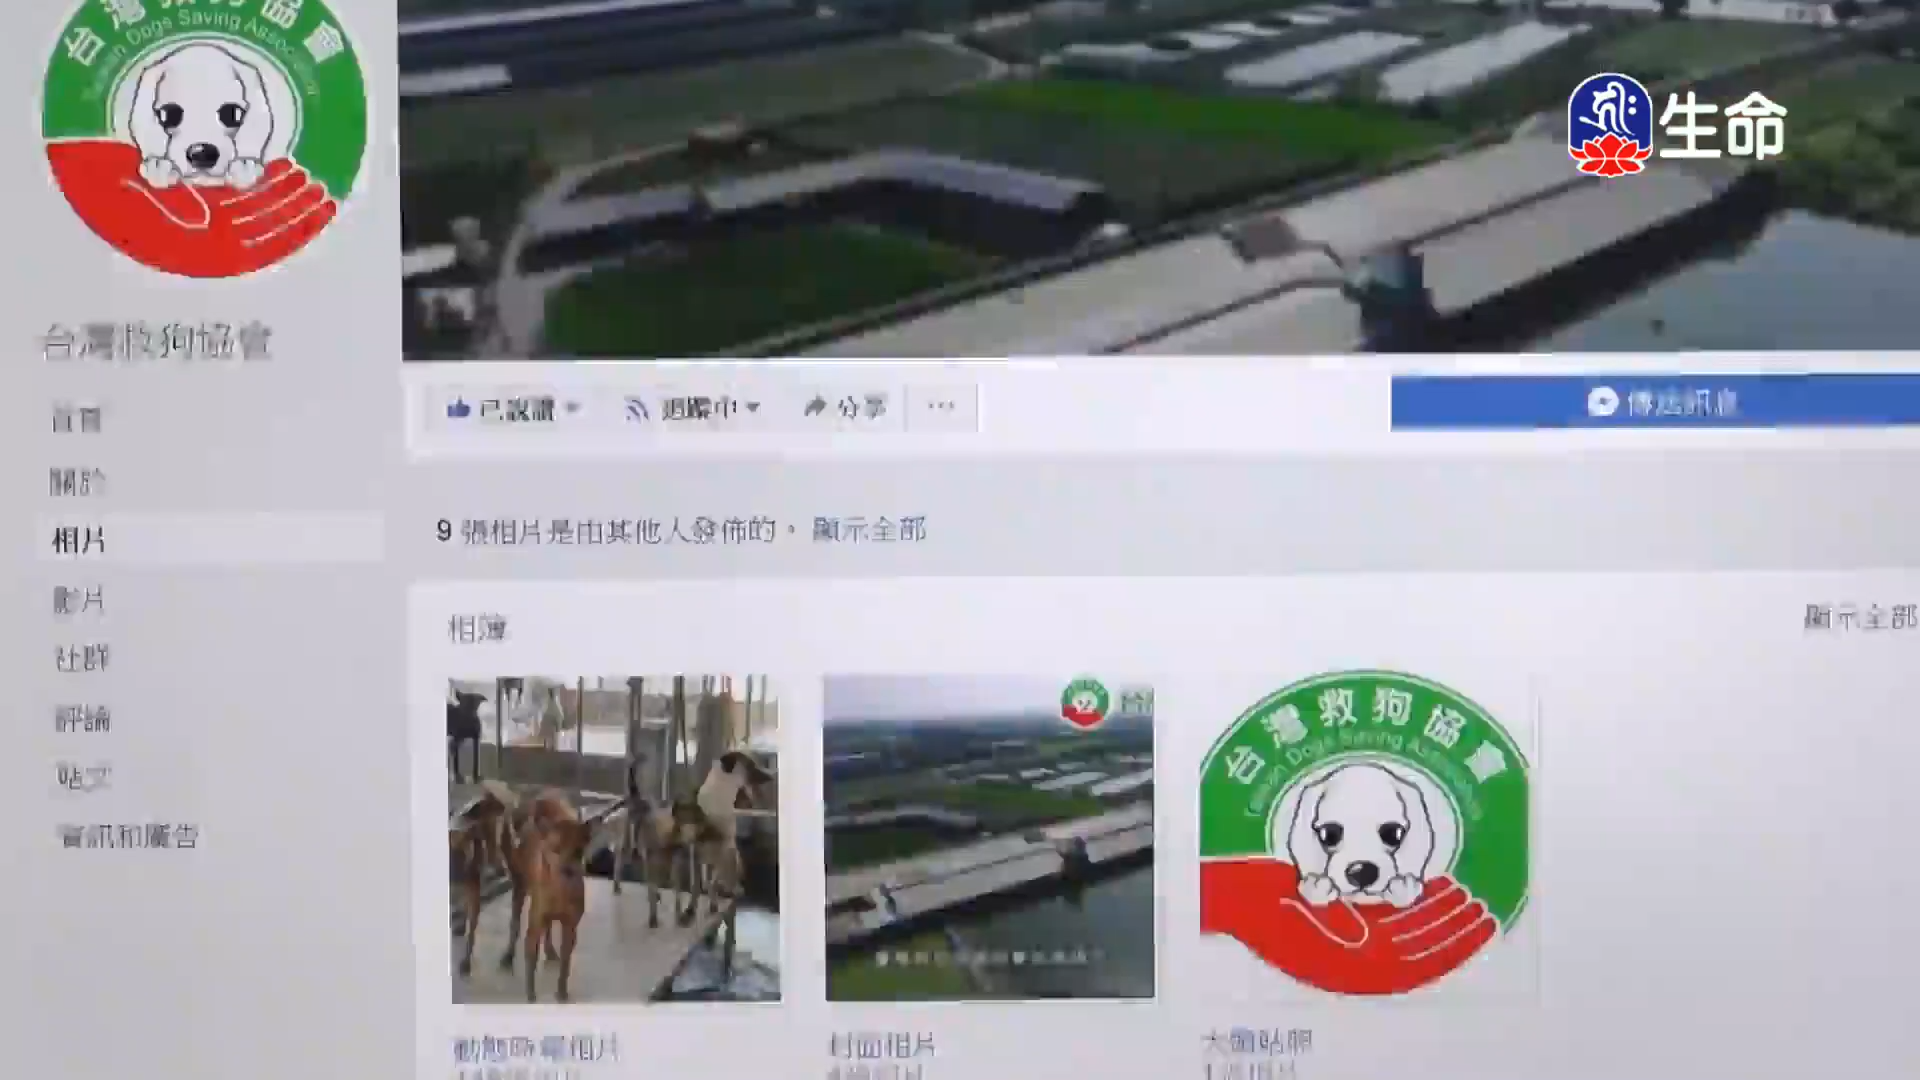 台灣救狗協會
Taiwan Dogs Saving Association
生命
台灣救狗協會
首頁
關於
相片
影片
社群
評論
貼文
資訊和廣告
已說讚
追蹤中
分享
傳送訊息
9 張相片是由其他人發佈的。 顯示全部
相簿
顯示全部
台灣救狗協會
Taiwan Dogs Saving Association
動態時報相片
封面相片
大頭貼照